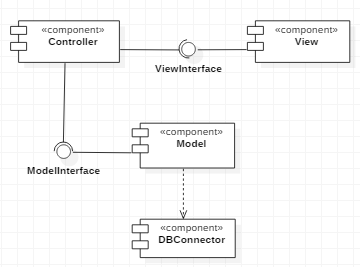 «component»
Controller
«component»
View
ViewInterface
«component»
Model
ModelInterface
«component»
DBConnector